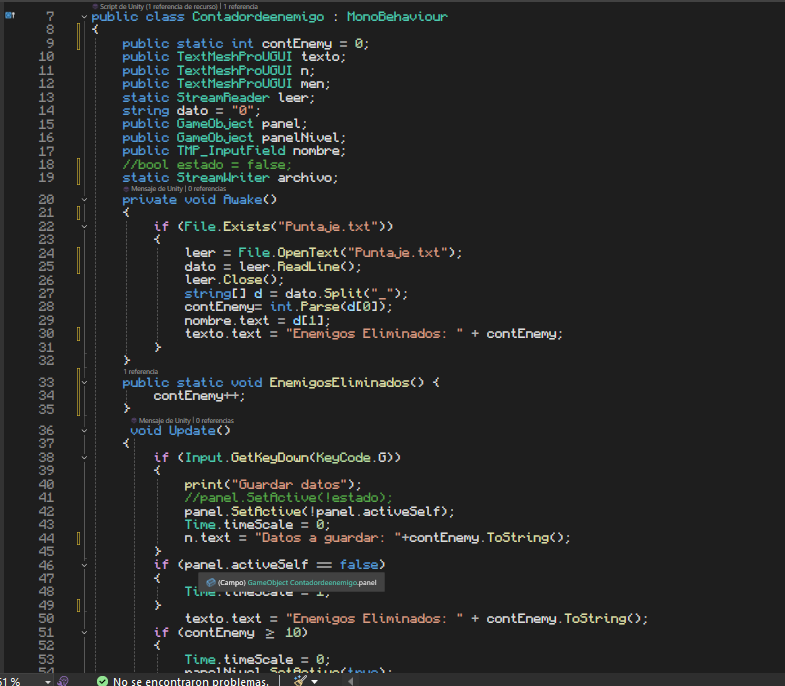 Script de Unity (1 referencia de recurso) | 1 referencia
7 public class Contadordeenemigo : MonoBehaviour
8 {
9 public static int contEnemy = 0;
10 public TextMeshProUGUI texto;
11 public TextMeshProUGUI n;
12 public TextMeshProUGUI men;
13 static StreamReader leer;
14 string dato = "0";
15 public GameObject panel;
16 public GameObject panelNivel;
17 public TMP_InputField nombre;
18 //bool estado = false;
19 static StreamWriter archivo;
Mensaje de Unity | 0 referencias
20 private void Awake()
21 {
22 if (File.Exists("Puntaje.txt"))
23 {
24 leer = File.OpenText("Puntaje.txt");
25 dato = leer.ReadLine();
26 leer.Close();
27 string[] d = dato.Split("_");
28 contEnemy= int.Parse(d[0]);
29 nombre.text = d[1];
30 texto.text = "Enemigos Eliminados: " + contEnemy;
31 }
32 }
1 referencia
33 public static void EnemigosEliminados() {
34 contEnemy++;
35 }
Mensaje de Unity | 0 referencias
36 void Update()
37 {
38 if (Input.GetKeyDown(KeyCode.G))
39 {
40 print("Guardar datos");
41 //panel.SetActive(!estado);
42 panel.SetActive(!panel.activeSelf);
43 Time.timeScale = 0;
44 n.text = "Datos a guardar: "+contEnemy.ToString();
45 }
46 if (panel.activeSelf == false)
47 {
(Campo) GameObject Contadordeenemigo.panel
48 Time.timeScale = 1;
49 }
50 texto.text = "Enemigos Eliminados: " + contEnemy.ToString();
51 if (contEnemy ≥ 10)
52 {
53 Time.timeScale = 0;
54 panelNivel.SetActive(true);
51 % No se encontraron problemas.